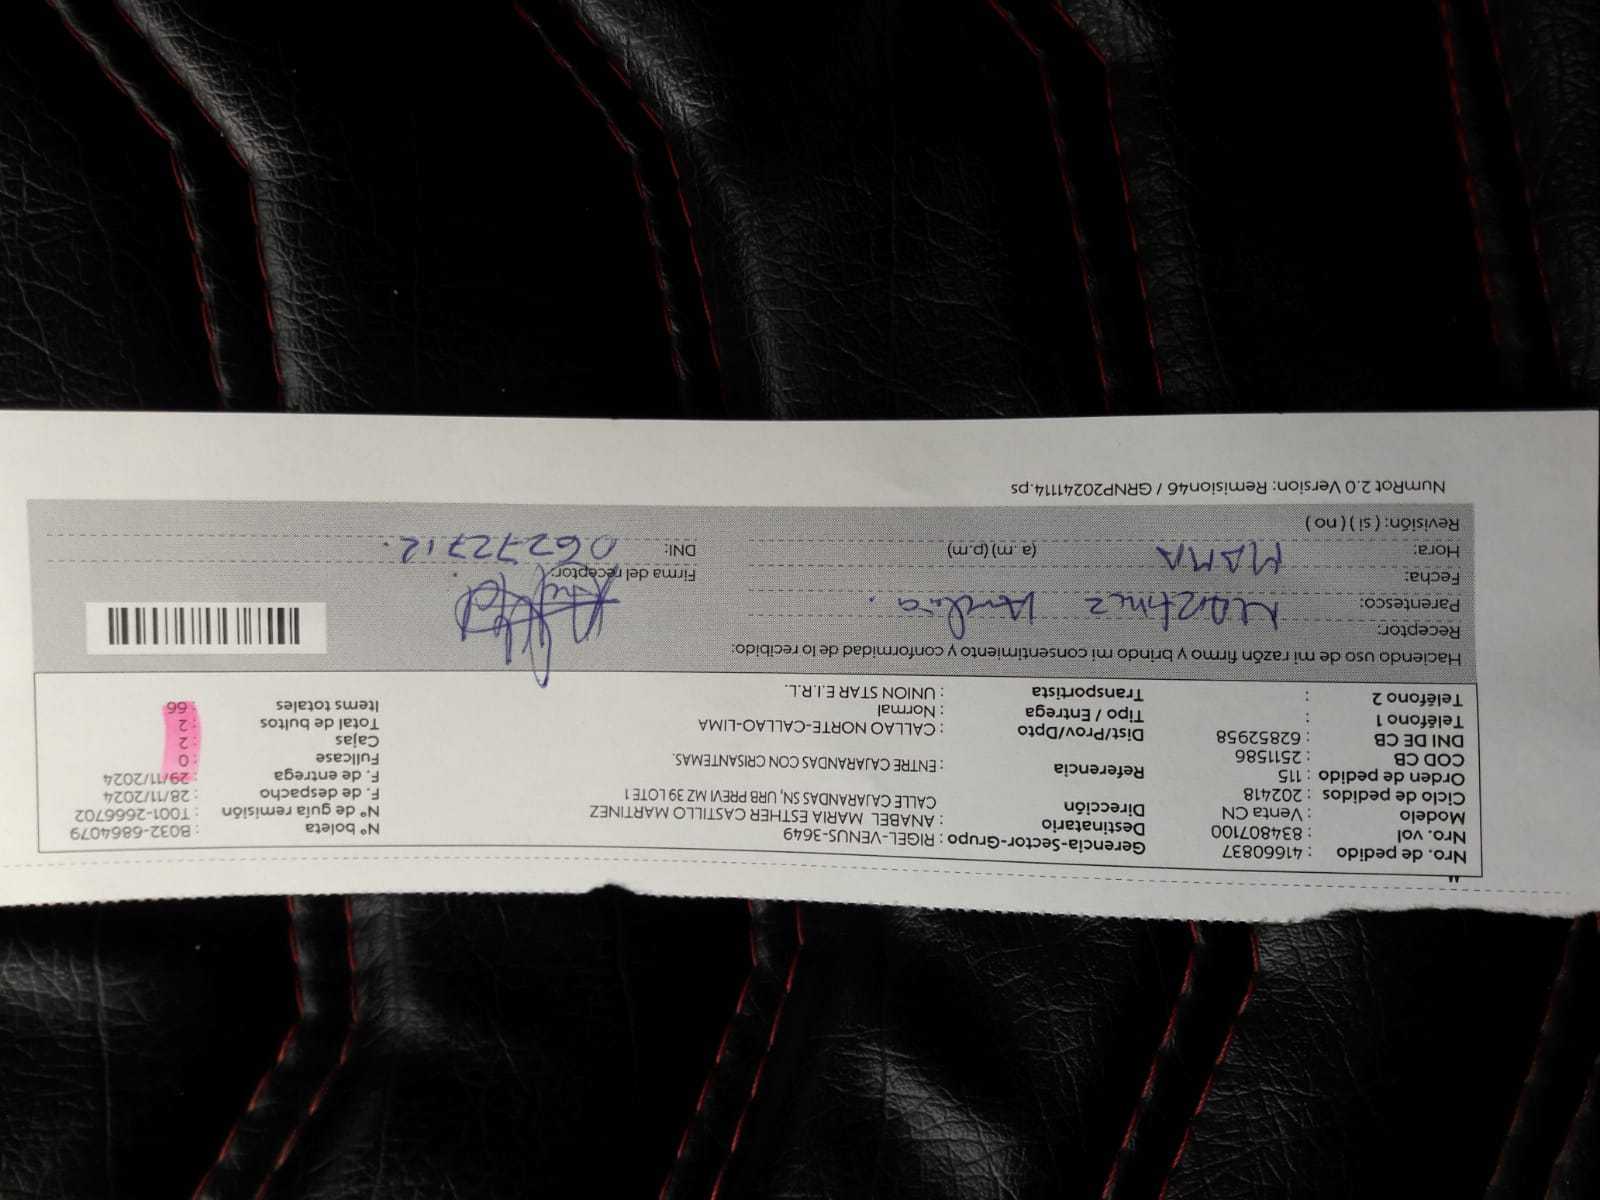 Nro. de pedido : 41660837
Nro. vol. : 834807100
Modelo : Venta CN
Ciclo de pedidos : 202418
Orden de pedido : 115
COD CB : 2511586
DNI DE CB : 62852958
Teléfono 1 :
Teléfono 2 :
Gerencia-Sector-Grupo : RIGEL-VENUS-3649
Destinatario : ANABEL MARIA ESTHER CASTILLO MARTINEZ
Dirección CALLE CAJARANDAS SN, URB PREVI MZ 39 LOTE 1
Referencia : ENTRE CAJARANDAS CON CRISANTEMAS.
Dist/Prov/Dpto : CALLAO NORTE-CALLAO-LIMA
Tipo / Entrega : Normal
Transportista : UNION STAR E.I.R.L.
Nº boleta : B032-6864079
Nº de guía remisión : T001-2666702
F. de despacho : 28/11/2024
F. de entrega : 29/11/2024
Fullcase : 0
Cajas : 2
Total de bultos : 2
Items totales : 66
Haciendo uso de mi razón firmo y brindo mi consentimiento y conformidad de lo recibido:
Receptor:
Parentesco: Martinez
Fecha:
Hora: MAMA (a. m) (p.m)
Revisión: ( si ) ( no )
Firma del receptor:
DNI: 06272712.
NumRot 2.0 Version: Remision46 / GRNP20241114.ps